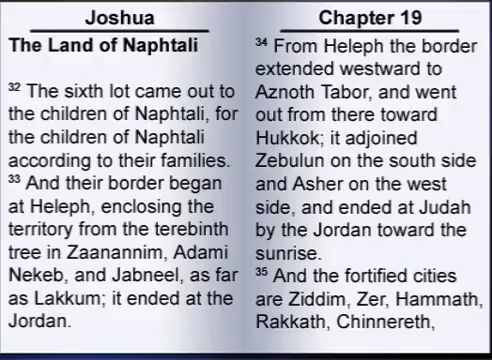 Joshua
Chapter 19
The Land of Naphtali
32 The sixth lot came out to
the children of Naphtali, for
the children of Naphtali
according to their families.
33 And their border began
at Heleph, enclosing the
territory from the terebinth
tree in Zaanannim, Adami
Nekeb, and Jabneel, as far
as Lakkum; it ended at the
Jordan.
34 From Heleph the border
extended westward to
Aznoth Tabor, and went
out from there toward
Hukkok; it adjoined
Zebulun on the south side
and Asher on the west
side, and ended at Judah
by the Jordan toward the
sunrise.
35 And the fortified cities
are Ziddim, Zer, Hammath,
Rakkath, Chinnereth,